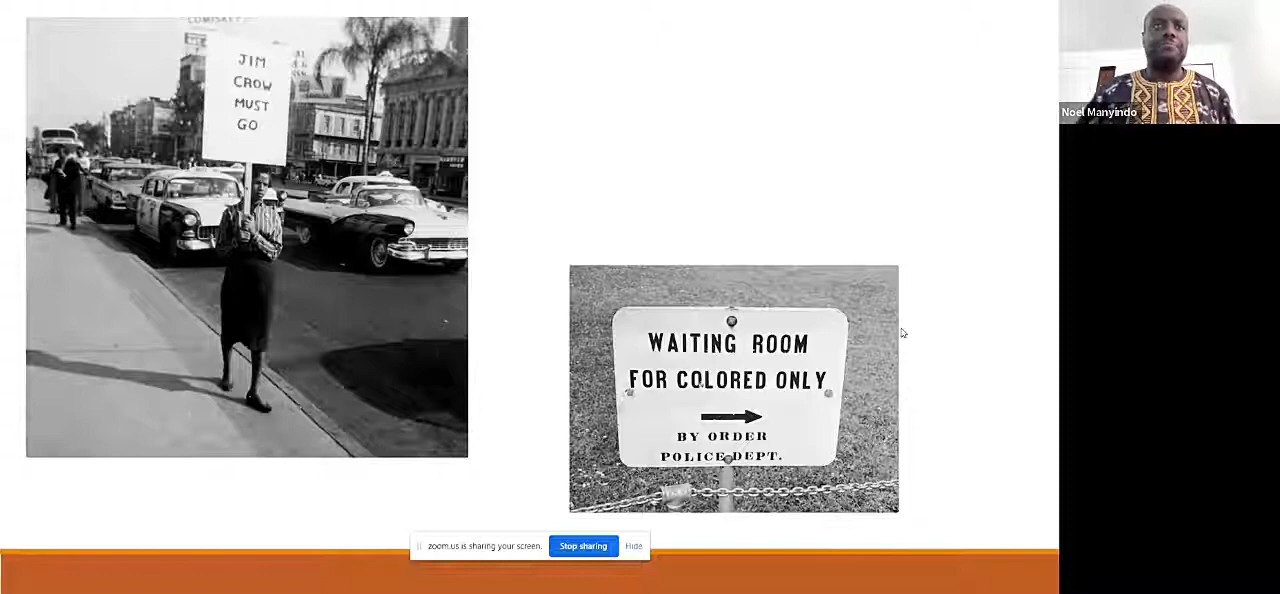 JIM
CROW
MUST
GO
WAITING ROOM
FOR COLORED ONLY
BY ORDER
POLICE DEPT.
Noel Manyindo
zoom.us is sharing your screen.
Stop sharing
Hide